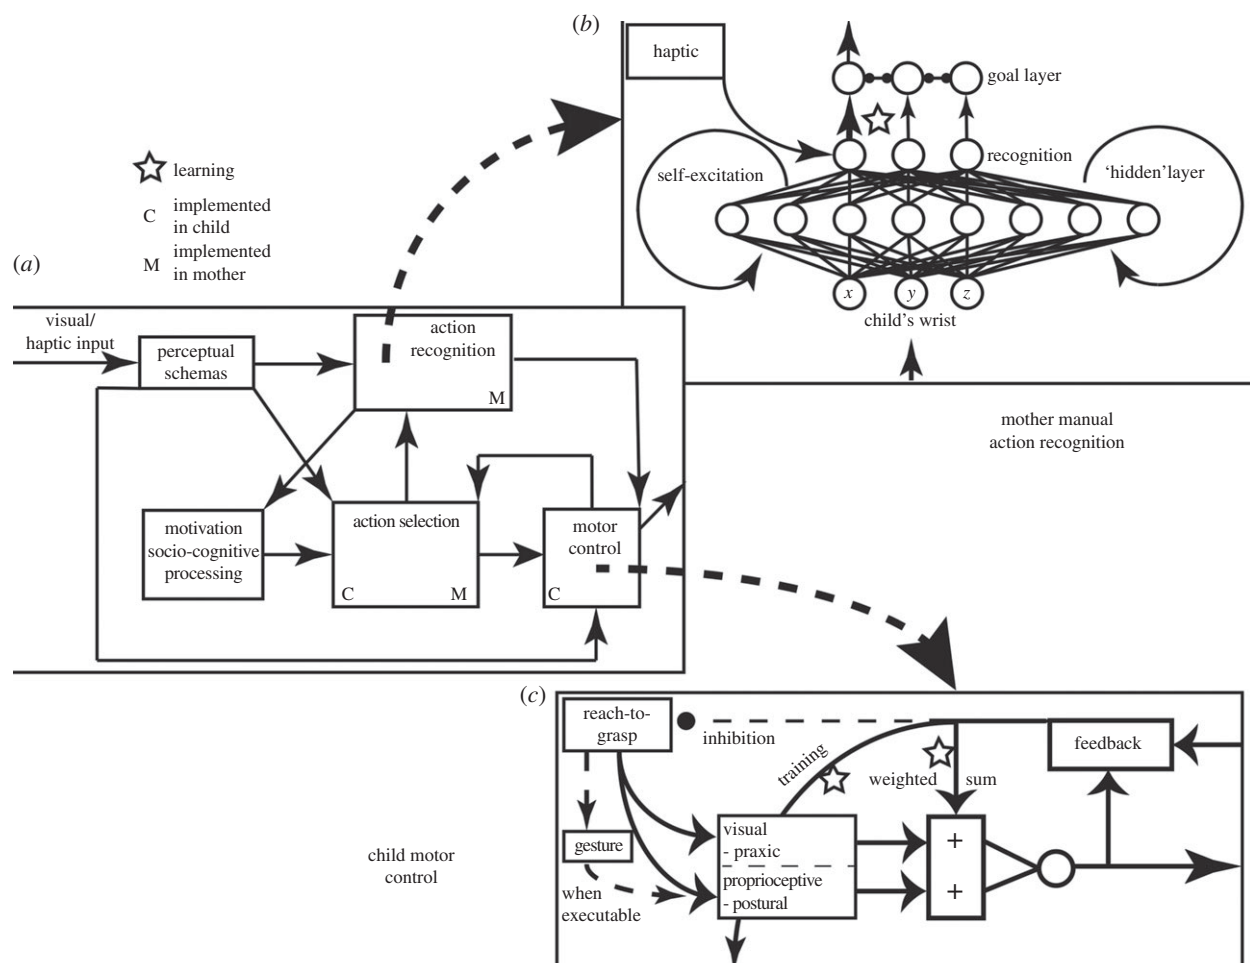 (b)
haptic
goal layer
recognition
self-excitation
'hidden'layer
x
y
z
child's wrist
mother manual
action recognition
learning
C
implemented
in child
M
implemented
in mother
(a)
visual/
haptic input
perceptual
schemas
action
recognition
M
motivation
socio-cognitive
processing
action selection
C
M
motor
control
C
(c)
reach-to-
grasp
inhibition
feedback
training
weighted
sum
gesture
visual
- praxic
proprioceptive
- postural
+
+
when
executable
child motor
control